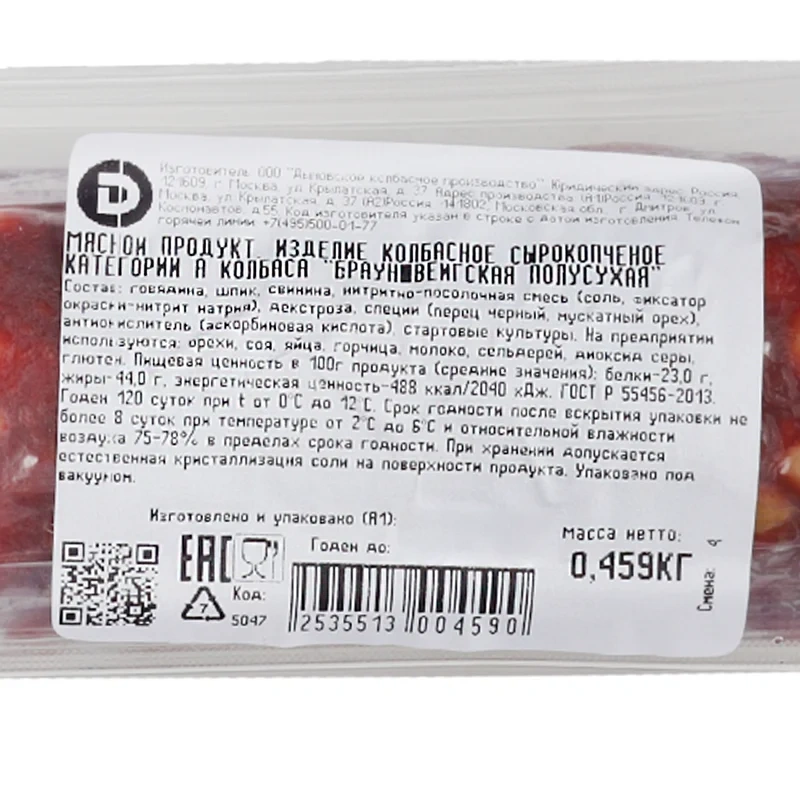 Изготовитель: ООО "Дымовское колбасное производство". Юридический адрес: Россия,
121609, г. Москва, ул. Крылатская, д. 37. Адрес производства: (А1)Россия, 121609, г.
Москва, ул. Крылатская, д. 37, (А2)Россия, 141802, Московская обл., г. Дмитров, ул.
Космонавтов, д.55. Код изготовителя указан в строке с датой изготовления. Телефон
горячей линии: +7(495)500-01-77
МЯСНОЙ ПРОДУКТ. ИЗДЕЛИЕ КОЛБАСНОЕ СЫРОКОПЧЕНОЕ
КАТЕГОРИИ А КОЛБАСА "БРАУНШВЕЙГСКАЯ ПОЛУСУХАЯ"
Состав: говядина, шпик, свинина, нитритно-посолочная смесь (соль, фиксатор
окраски-нитрит натрия), декстроза, специи (перец черный, мускатный орех),
антиокислитель (аскорбиновая кислота), стартовые культуры. На предприятии
используются: орехи, соя, яйца, горчица, молоко, сельдерей, диоксид серы,
глютен. Пищевая ценность в 100г продукта (средние значения): белки-23,0 г,
жиры-44,0 г, энергетическая ценность-488 ккал/2040 кДж. ГОСТ Р 55456-2013.
Годен 120 суток при t от 0°С до 12°С. Срок годности после вскрытия упаковки не
более 8 суток при температуре от 2°С до 6°С и относительной влажности
воздуха 75-78% в пределах срока годности. При хранении допускается
естественная кристаллизация соли на поверхности продукта. Упаковано под
вакуумом.
Изготовлено и упаковано (А1):
Годен до:
Масса нетто:
0,459КГ
Смена: 4
EAC
7
Код:
5047
2535513 004590